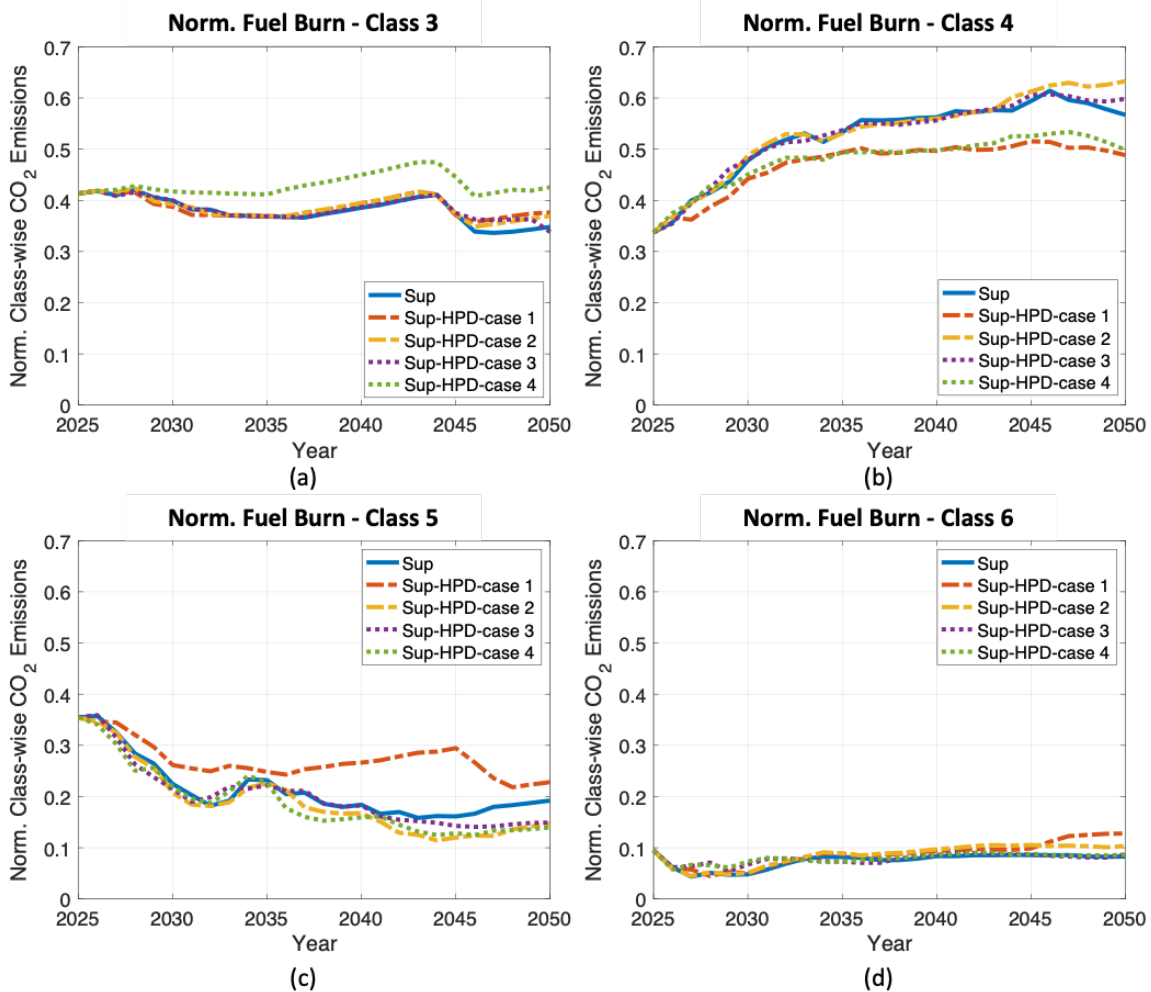 Norm. Fuel Burn - Class 3
Norm. Class-wise CO2 Emissions
0.7
0.6
0.5
0.4
0.3
0.2
0.1
0
Sup
Sup-HPD-case 1
Sup-HPD-case 2
Sup-HPD-case 3
Sup-HPD-case 4
2025 2030 2035 2040 2045 2050
Year
(a)
Norm. Fuel Burn - Class 4
Norm. Class-wise CO2 Emissions
0.7
0.6
0.5
0.4
0.3
0.2
0.1
0
Sup
Sup-HPD-case 1
Sup-HPD-case 2
Sup-HPD-case 3
Sup-HPD-case 4
2025 2030 2035 2040 2045 2050
Year
(b)
Norm. Fuel Burn - Class 5
Norm. Class-wise CO2 Emissions
0.7
0.6
0.5
0.4
0.3
0.2
0.1
0
Sup
Sup-HPD-case 1
Sup-HPD-case 2
Sup-HPD-case 3
Sup-HPD-case 4
2025 2030 2035 2040 2045 2050
Year
(c)
Norm. Fuel Burn - Class 6
Norm. Class-wise CO2 Emissions
0.7
0.6
0.5
0.4
0.3
0.2
0.1
0
Sup
Sup-HPD-case 1
Sup-HPD-case 2
Sup-HPD-case 3
Sup-HPD-case 4
2025 2030 2035 2040 2045 2050
Year
(d)